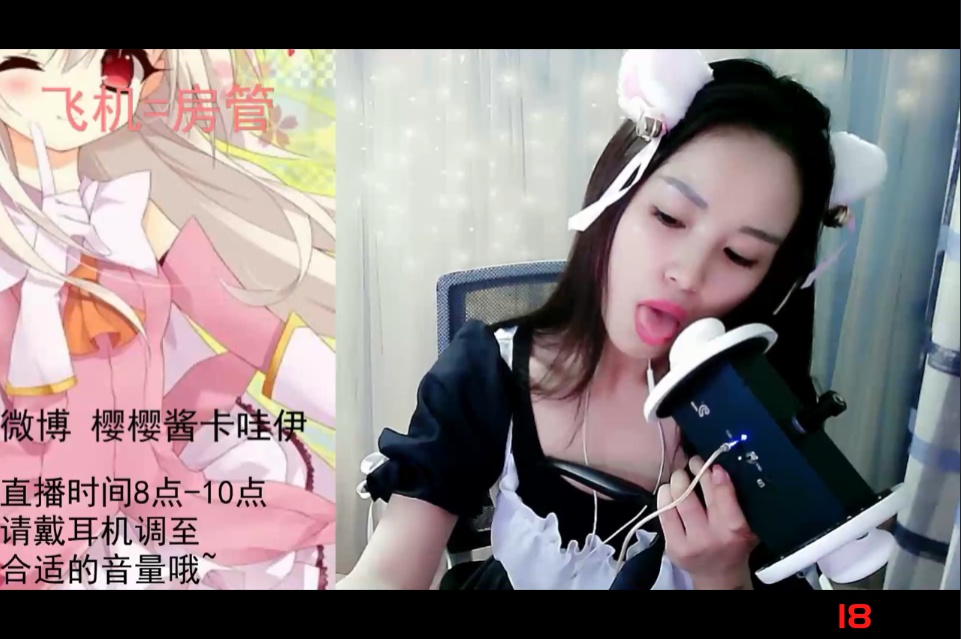 飞机=房管
微博 樱樱酱卡哇伊
直播时间8点-10点
请戴耳机调至
合适的音量哦~
18